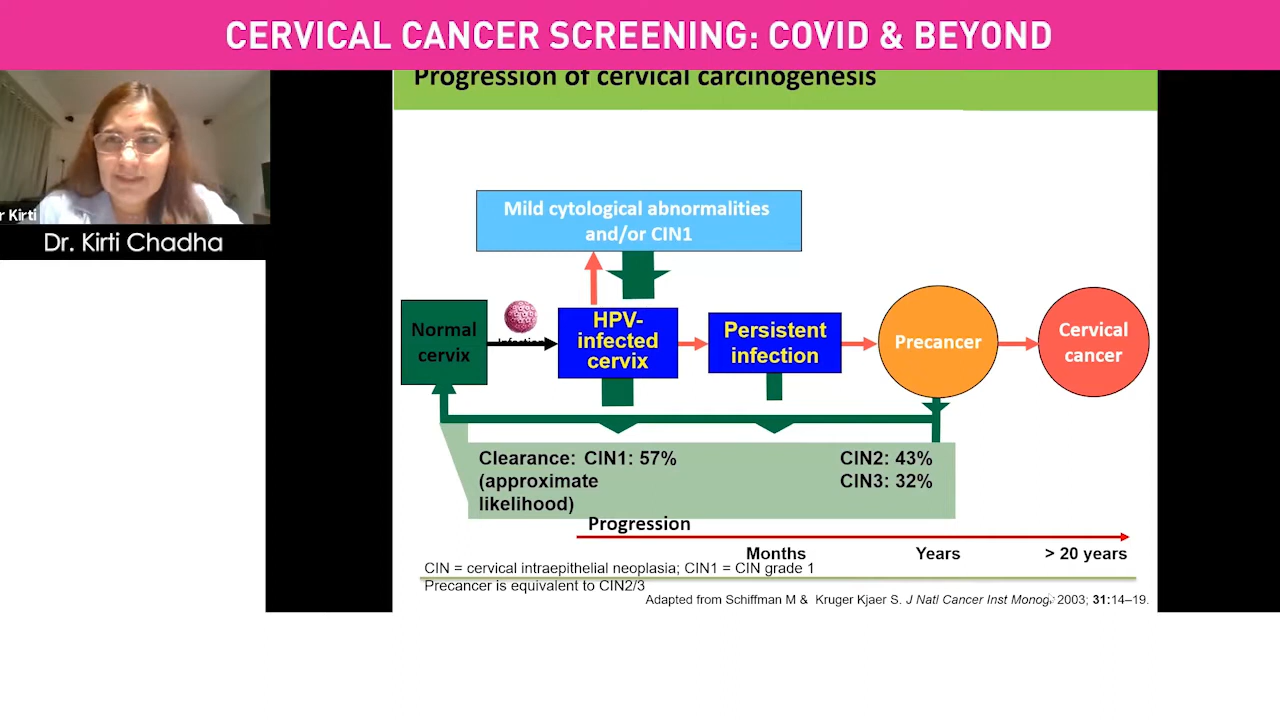 CERVICAL CANCER SCREENING: COVID & BEYOND
Progression of cervical carcinogenesis
r Kirti
Dr. Kirti Chadha
Mild cytological abnormalities
and/or CIN1
Normal
cervix
Infection
HPV-
infected
cervix
Persistent
infection
Precancer
Cervical
cancer
Clearance: CIN1: 57%
(approximate
likelihood)
CIN2: 43%
CIN3: 32%
Progression
Months
Years
> 20 years
CIN = cervical intraepithelial neoplasia; CIN1 = CIN grade 1
Precancer is equivalent to CIN2/3
Adapted from Schiffman M & Kruger Kjaer S. J Natl Cancer Inst Monogr 2003; 31:14–19.